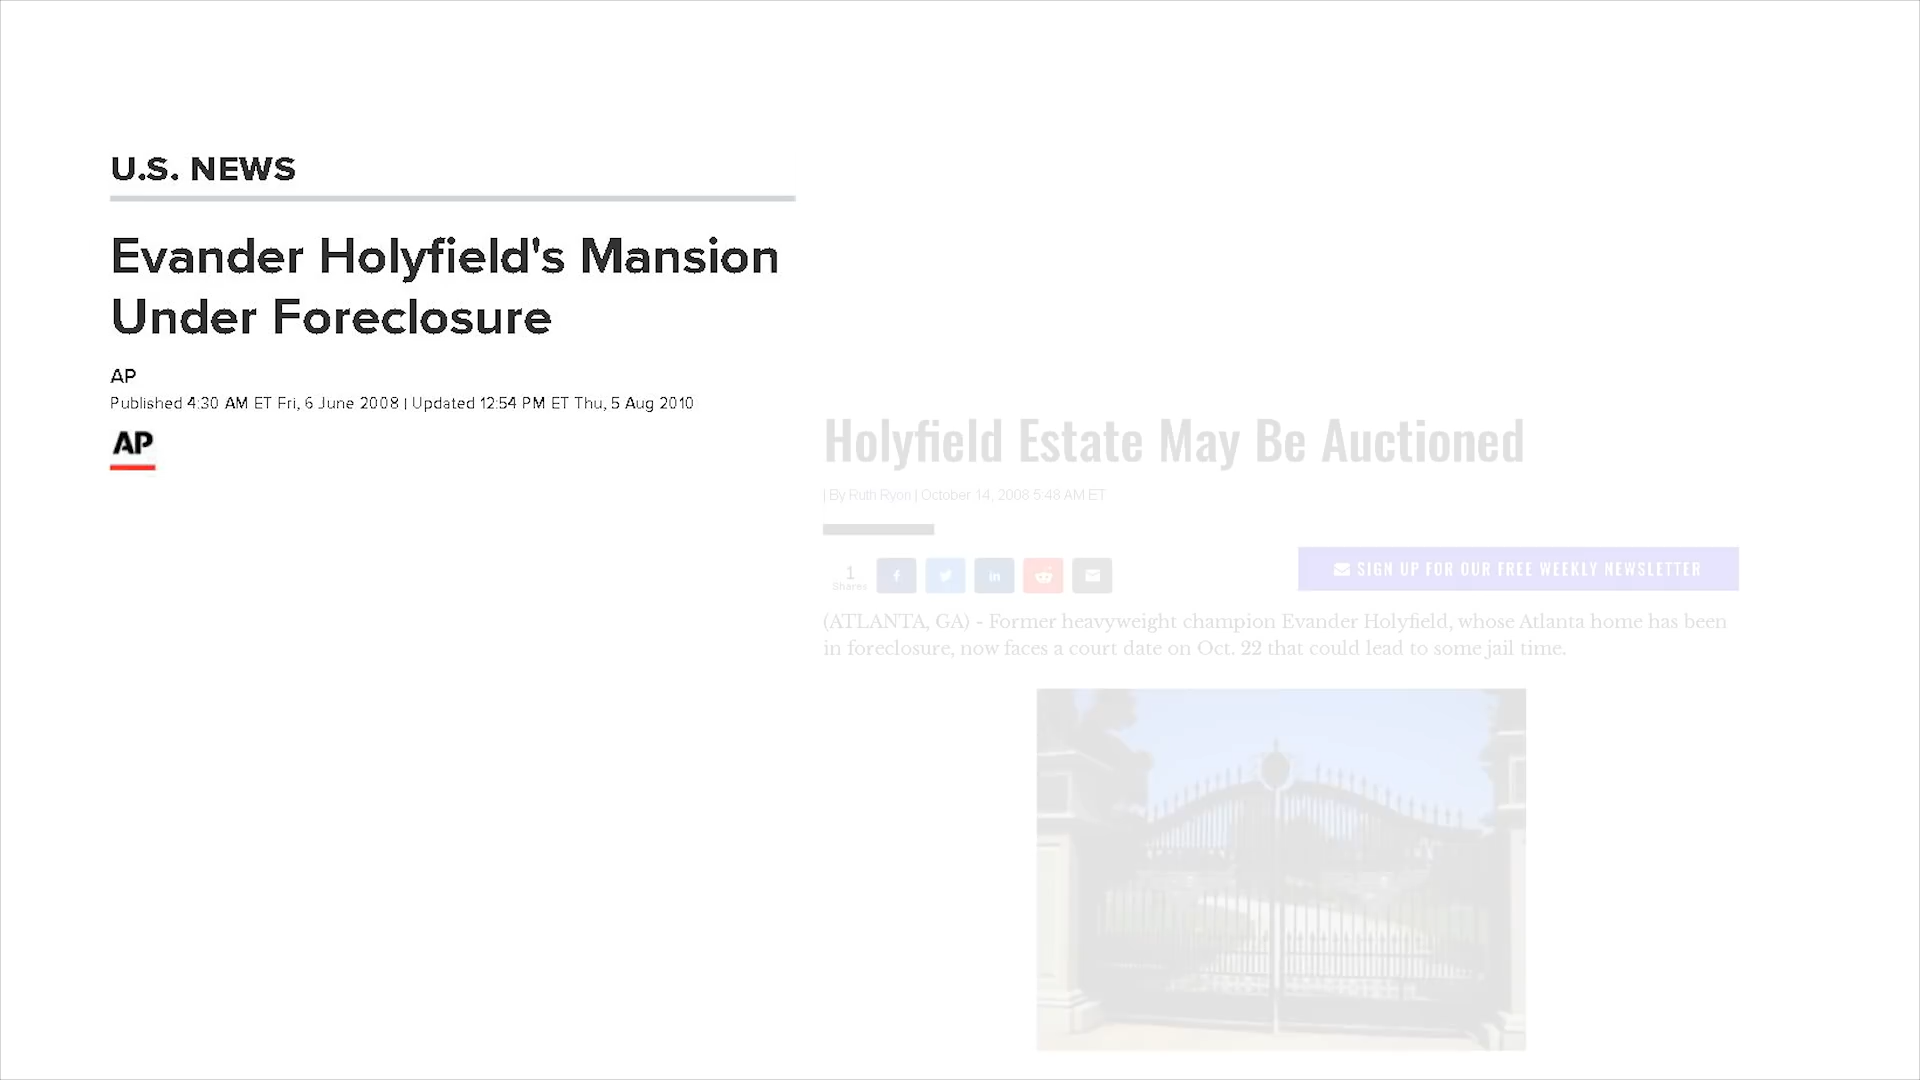 U.S. NEWS
Evander Holyfield's Mansion
Under Foreclosure
AP
Published 4:30 AM ET Fri, 6 June 2008 | Updated 12:54 PM ET Thu, 5 Aug 2010
AP
Holyfield Estate May Be Auctioned
| By Ruth Ryon | October 14, 2008 5:48 AM ET
1
Shares
f
in
SIGN UP FOR OUR FREE WEEKLY NEWSLETTER
(ATLANTA, GA) - Former heavyweight champion Evander Holyfield, whose Atlanta home has been
in foreclosure, now faces a court date on Oct. 22 that could lead to some jail time.